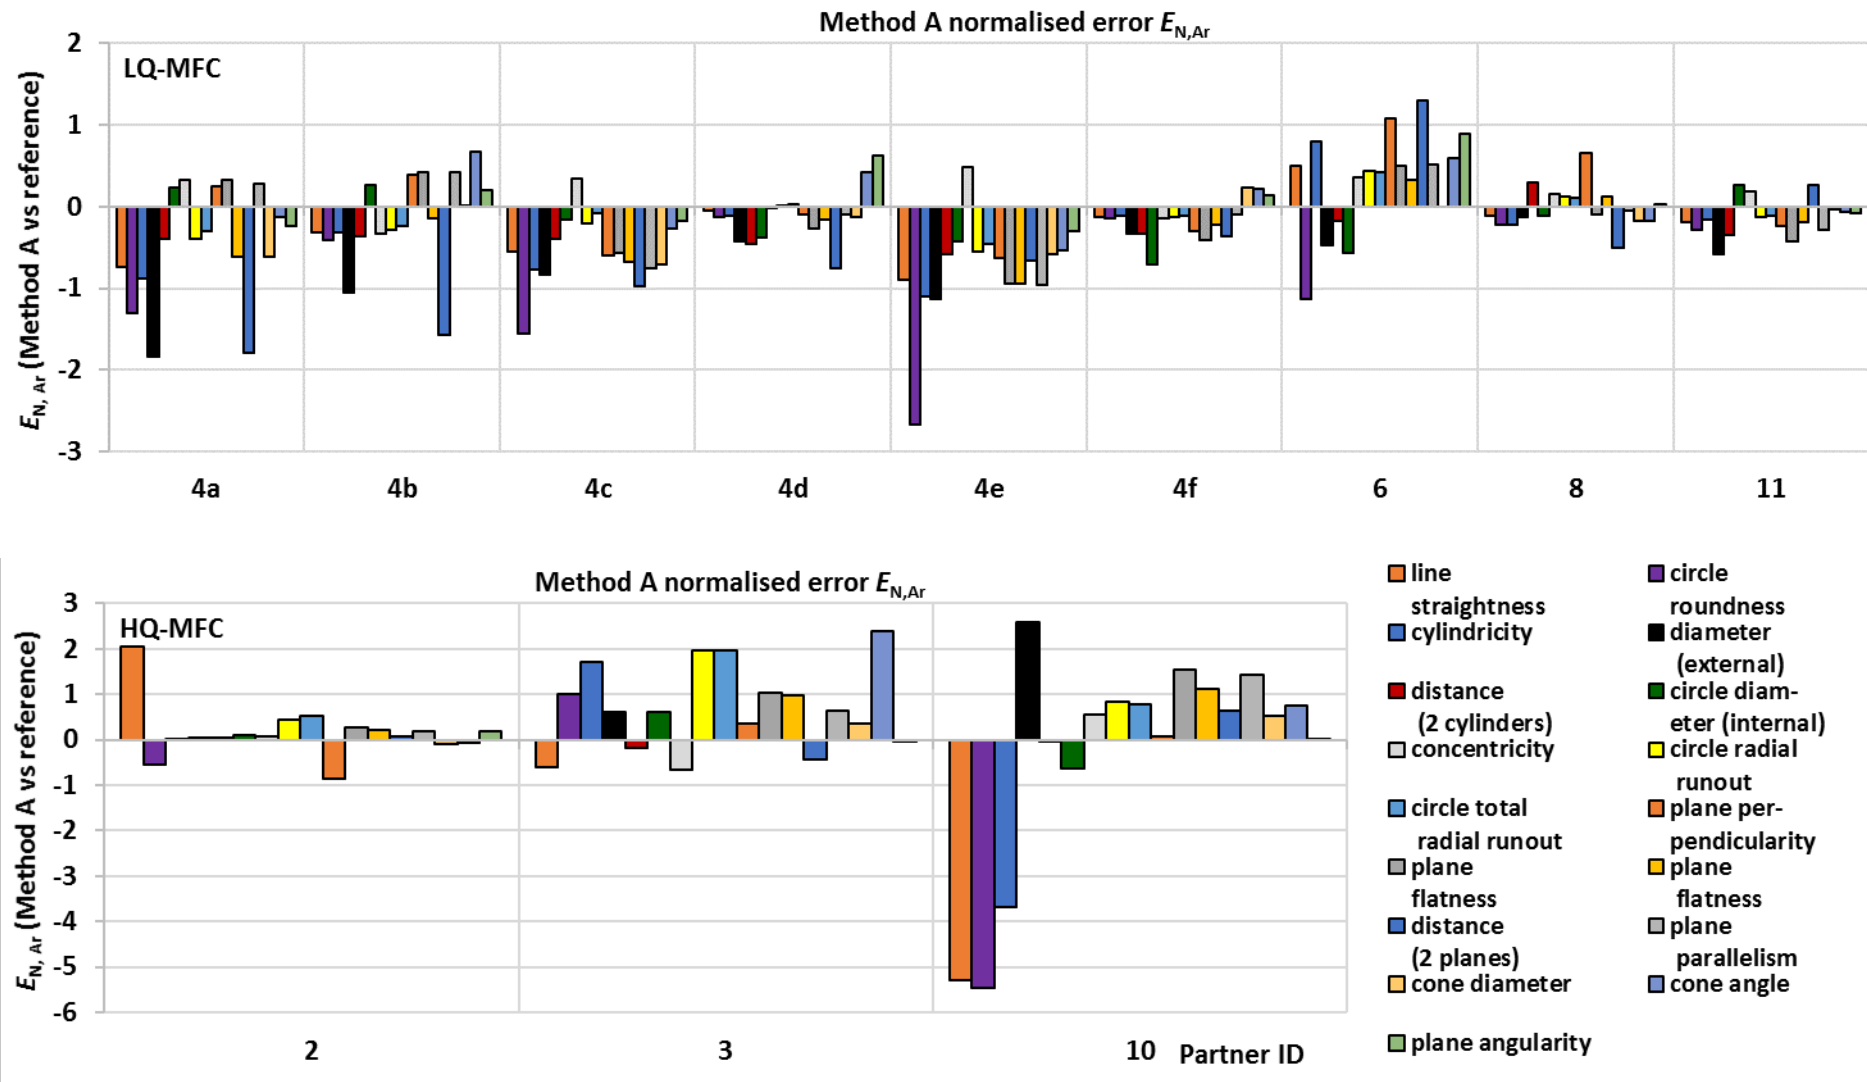 Method A normalised error E N,Ar
LQ-MFC
E N, Ar (Method A vs reference)
2
1
0
-1
-2
-3
4a 4b 4c 4d 4e 4f 6 8 11
Method A normalised error E N,Ar
HQ-MFC
E N, Ar (Method A vs reference)
3
2
1
0
-1
-2
-3
-4
-5
-6
2 3 10 Partner ID
line
straightness
circle
roundness
cylindricity
diameter
(external)
distance
(2 cylinders)
circle diam-
eter (internal)
concentricity
circle radial
runout
circle total
radial runout
plane per-
pendicularity
plane
flatness
plane
flatness
distance
(2 planes)
plane
parallelism
cone diameter
cone angle
plane angularity